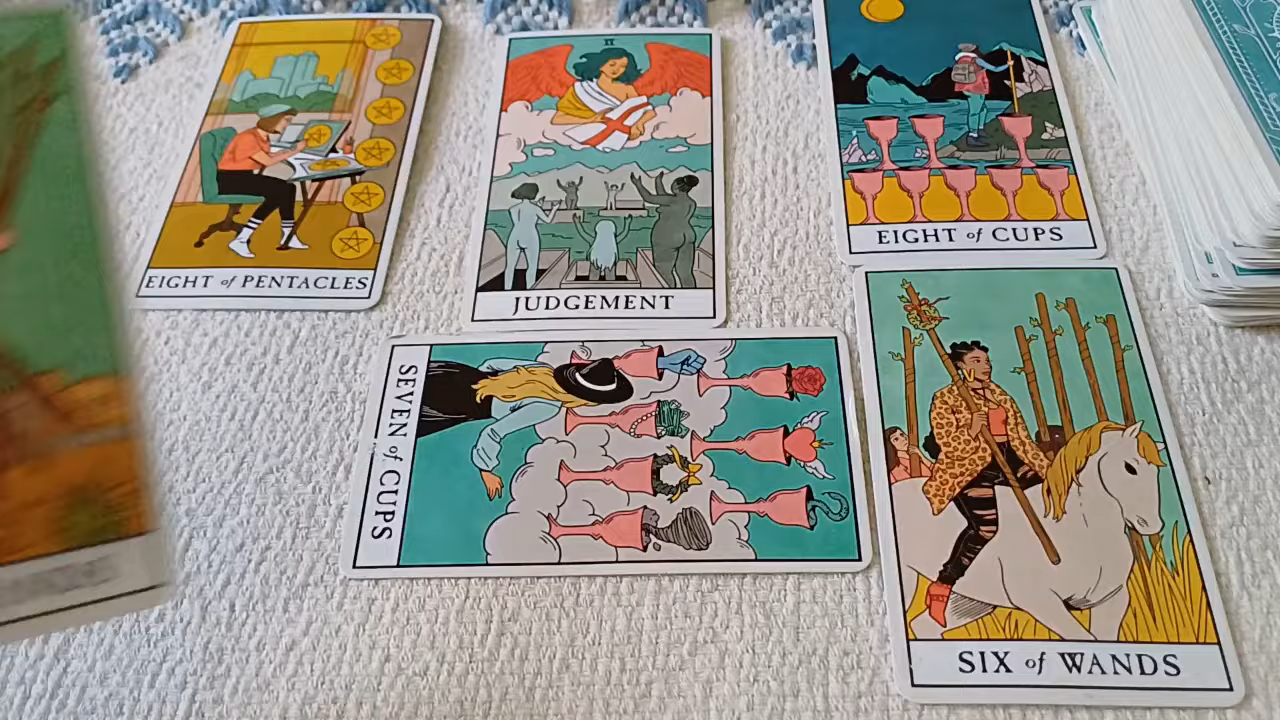 EIGHT of PENTACLES
JUDGEMENT
EIGHT of CUPS
SEVEN of CUPS
SIX of WANDS